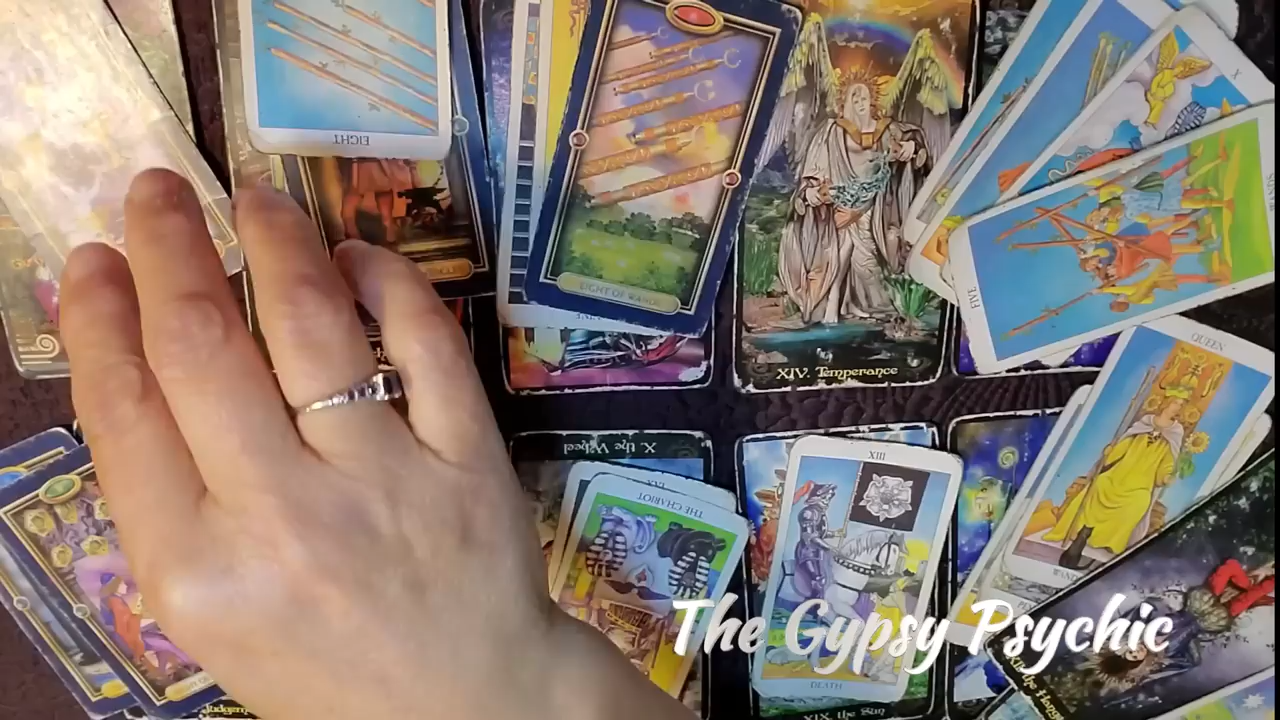 EIGHT
EIGHT OF WANDS
XIV. Temperance
X
FIVE
QUEEN
X. the Wheel
THE CHARIOT
XIII
DEATH
XIX. the Sun
The Gypsy Psychic